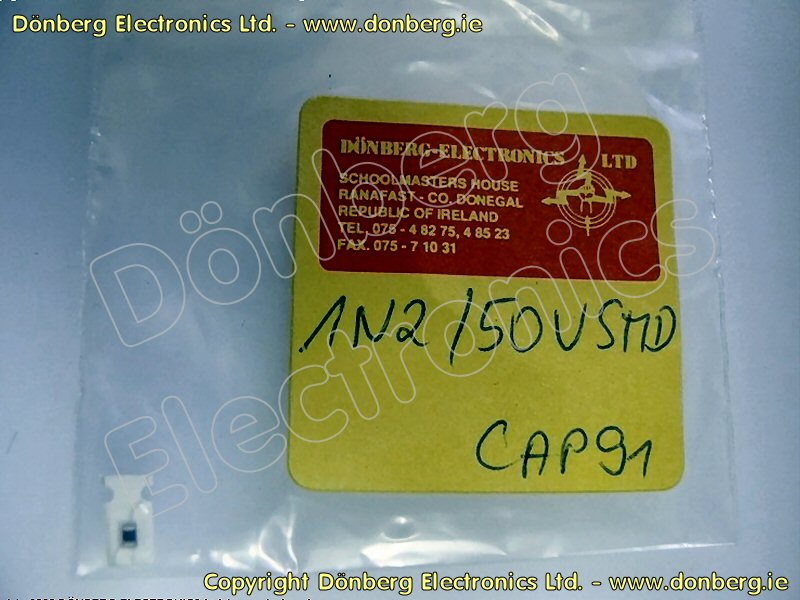 Dönberg Electronics Ltd. - www.donberg.ie
DÖNBERG-ELECTRONICS LTD
SCHOOLMASTERS HOUSE
RANAFAST - CO. DONEGAL
REPUBLIC OF IRELAND
TEL. 075 - 4 82 75, 4 85 23
FAX. 075 - 7 10 31
1N2/50V SMD
CAP91
Dönberg
Electronics
Copyright Dönberg Electronics Ltd. - www.donberg.ie